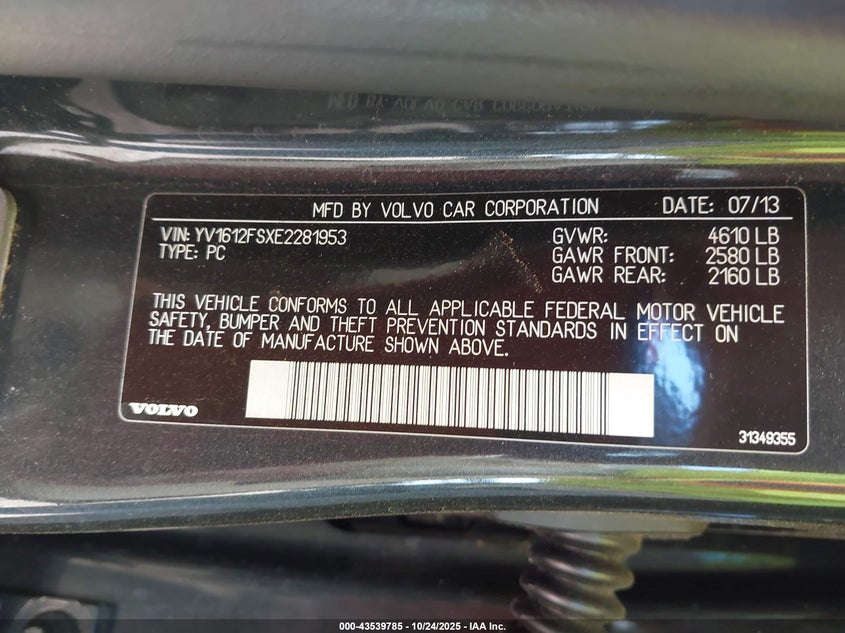 MFD BY VOLVO CAR CORPORATION DATE: 07/13
VIN: YV1612FSXE2281953
TYPE: PC
GVWR: 4610 LB
GAWR FRONT: 2580 LB
GAWR REAR: 2160 LB
THIS VEHICLE CONFORMS TO ALL APPLICABLE FEDERAL MOTOR VEHICLE
SAFETY, BUMPER AND THEFT PREVENTION STANDARDS IN EFFECT ON
THE DATE OF MANUFACTURE SHOWN ABOVE.
VOLVO
31349355
000-43539785 - 10/24/2025 - IAA Inc.